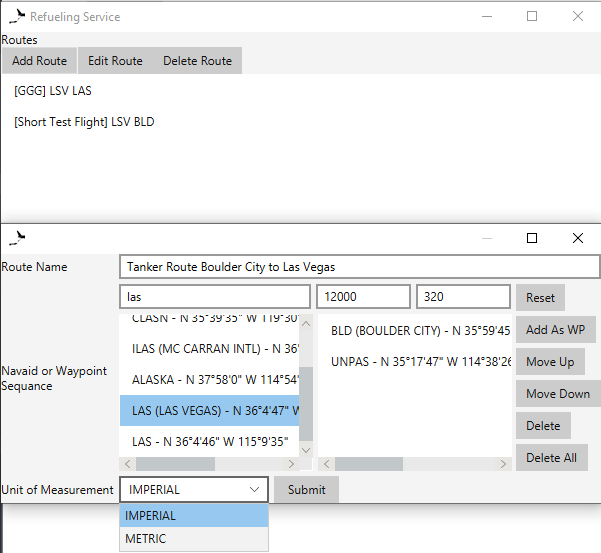 Refueling Service
Routes
Add Route Edit Route Delete Route
[GGG] LSV LAS
[Short Test Flight] LSV BLD
Route Name Tanker Route Boulder City to Las Vegas
las 12000 320 Reset
CLASN - N 35°39'35" W 119°30'
ILAS (MC CARRAN INTL) - N 36°
ALASKA - N 37°58'0" W 114°54'
LAS (LAS VEGAS) - N 36°4'47" W
LAS - N 36°4'46" W 115°9'35"
BLD (BOULDER CITY) - N 35°59'45
UNPAS - N 35°17'47" W 114°38'26
Navaid or Waypoint
Sequance
Add As WP
Move Up
Move Down
Delete
Delete All
Unit of Measurement IMPERIAL Submit
IMPERIAL
METRIC